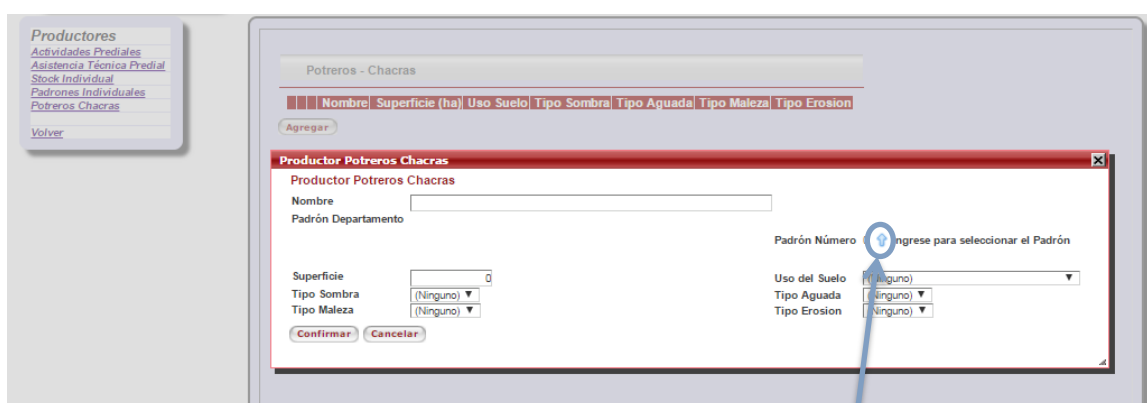 Productores
Actividades Prediales
Asistencia Técnica Predial
Stock Individual
Padrones Individuales
Potreros Chacras
Volver
Potreros - Chacras
Nombre Superficie (ha) Uso Suelo Tipo Sombra Tipo Aguada Tipo Maleza Tipo Erosion
Agregar
Productor Potreros Chacras
Productor Potreros Chacras
Nombre
Padrón Departamento
Padrón Número ngrese para seleccionar el Padrón
Superficie 0 Uso del Suelo (Ninguno)
Tipo Sombra (Ninguno) Tipo Aguada (Ninguno)
Tipo Maleza (Ninguno) Tipo Erosion (Ninguno)
Confirmar Cancelar